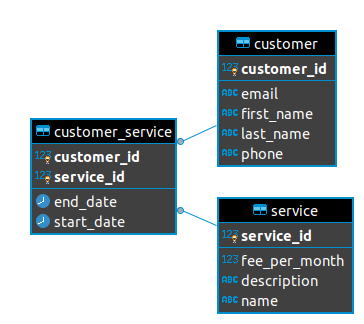 customer
123 customer_id
ABC email
ABC first_name
ABC last_name
ABC phone
customer_service
123 customer_id
123 service_id
end_date
start_date
service
123 service_id
123 fee_per_month
ABC description
ABC name